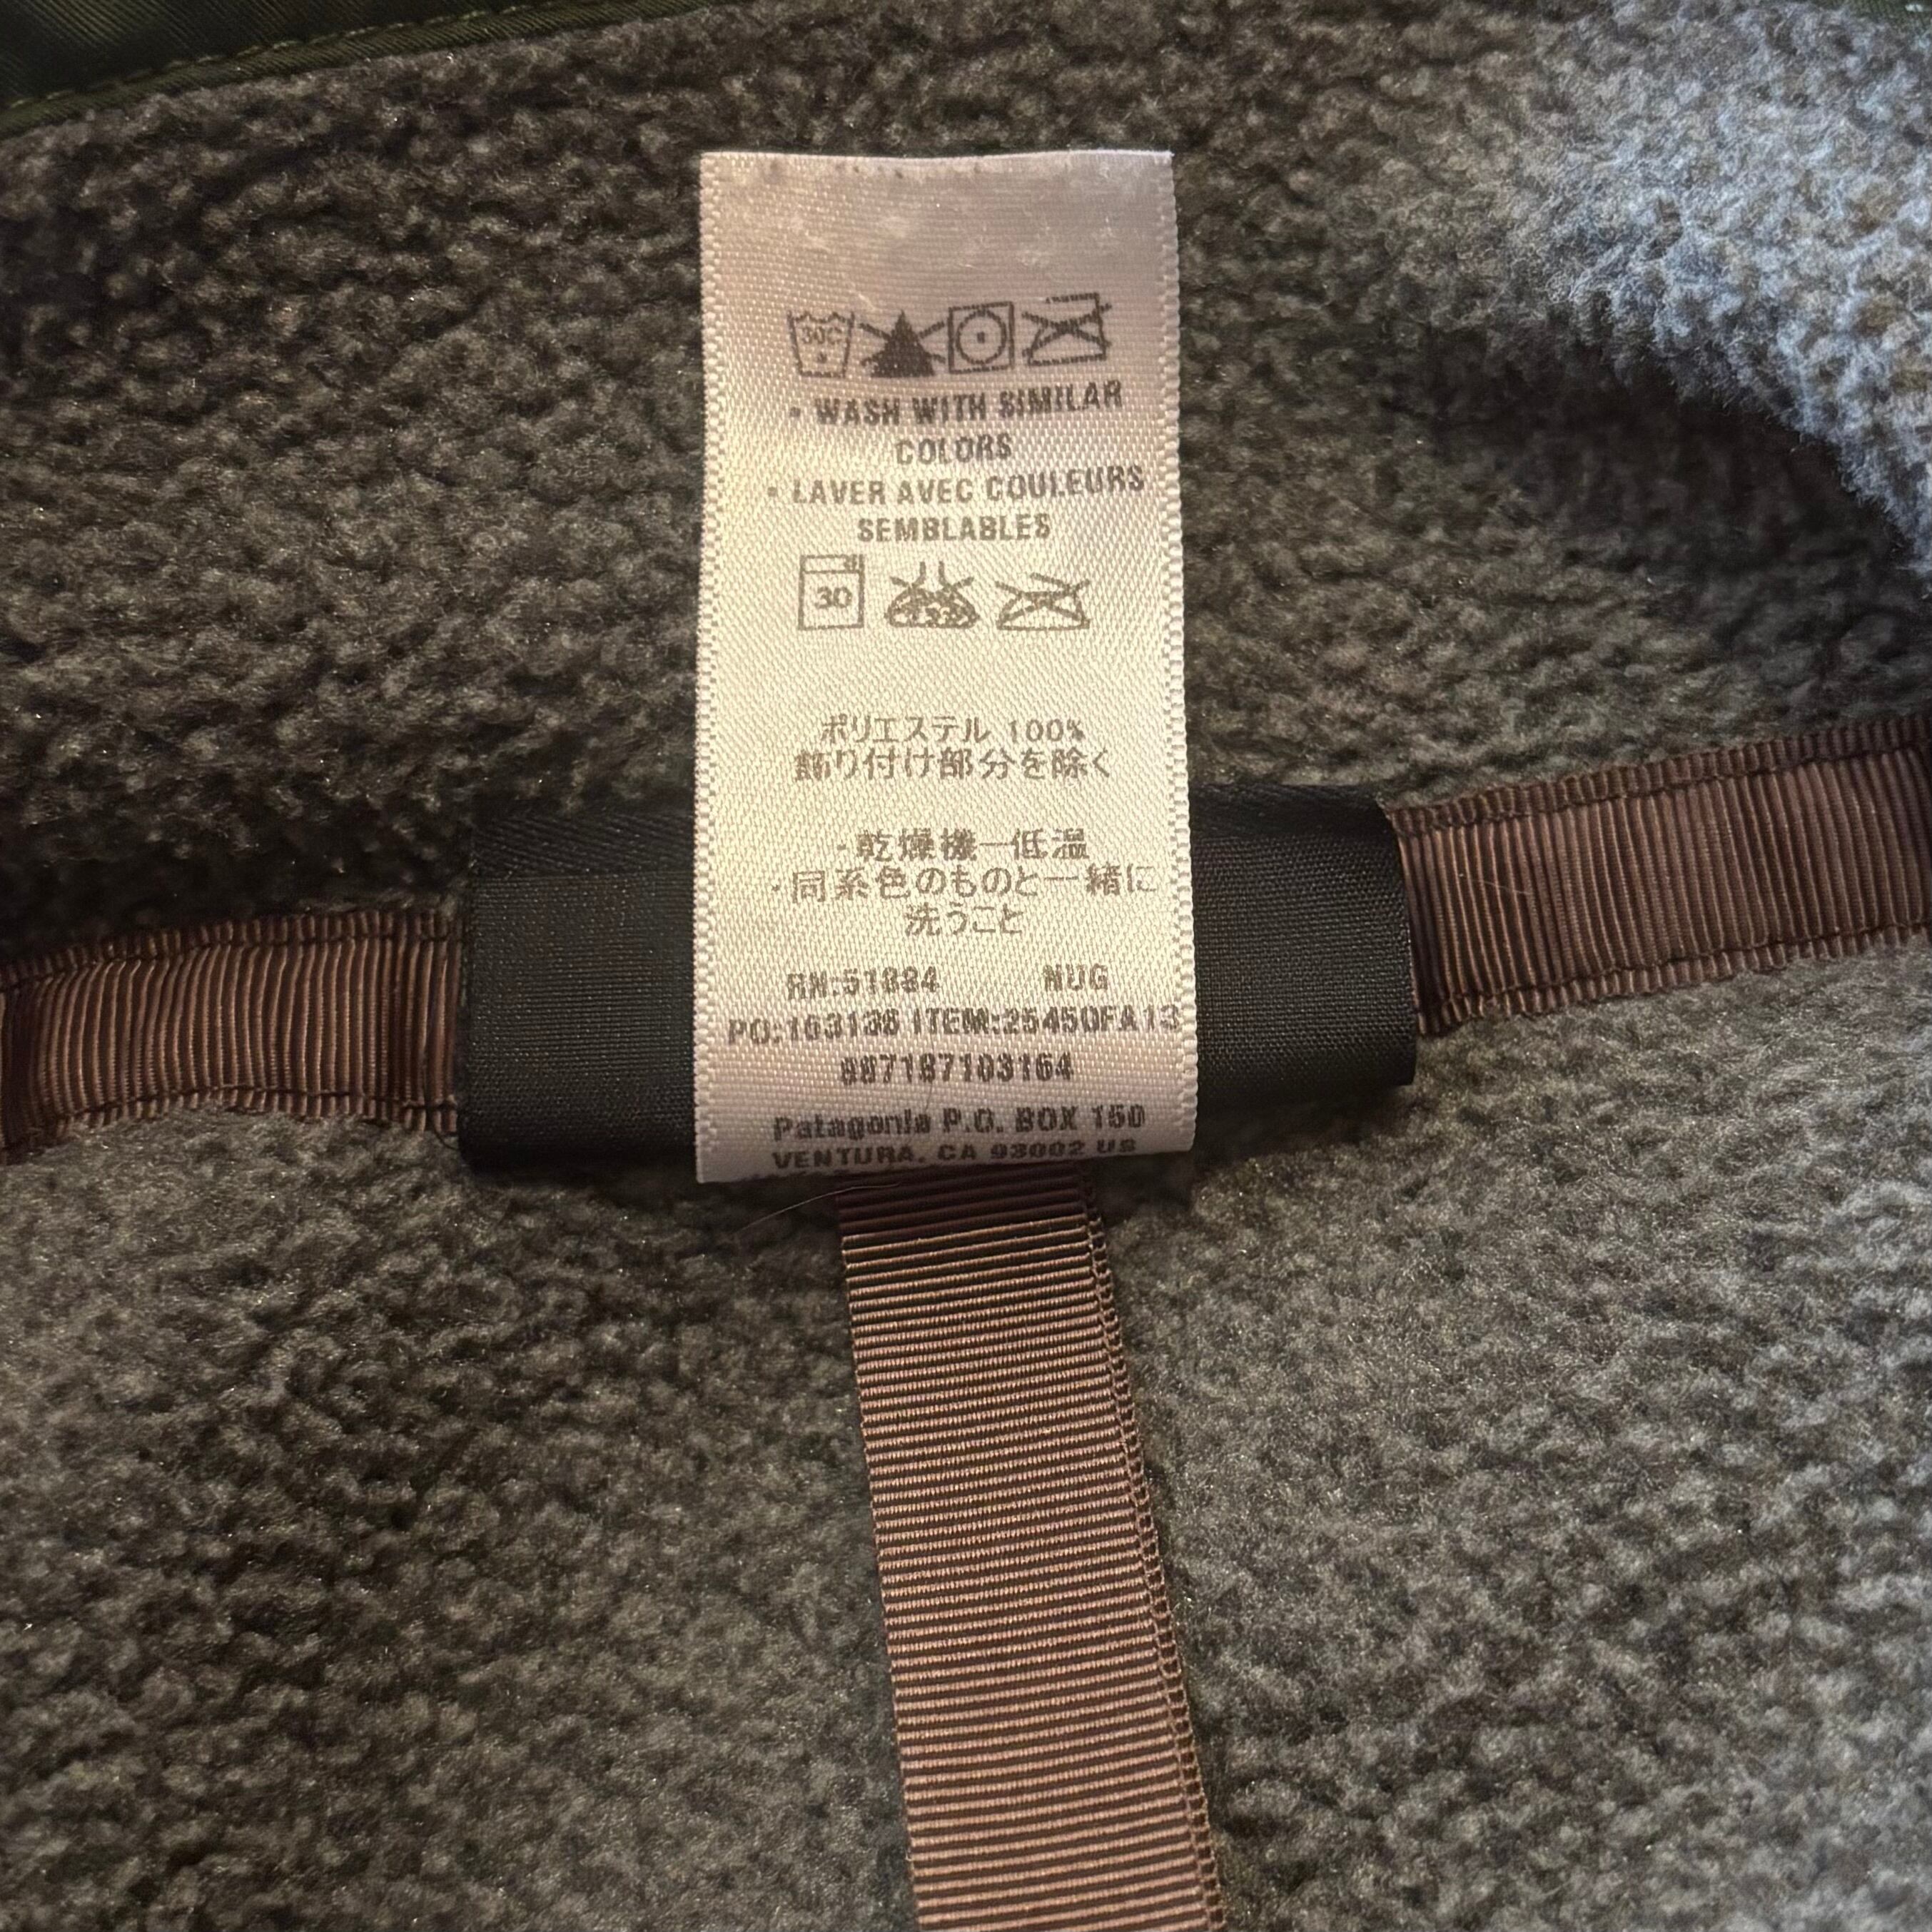 30C
• WASH WITH SIMILAR
COLORS
• LAVER AVEC COULEURS
SEMBLABLES
30
ポリエステル 100%
飾り付け部分を除く
・乾燥機ー低温
・同系色のものと一緒に
洗うこと
RN:51884 NUG
PO:163136 ITEM:25450FA13
887187103164
Patagonia P.O. BOX 150
VENTURA, CA 93002 US